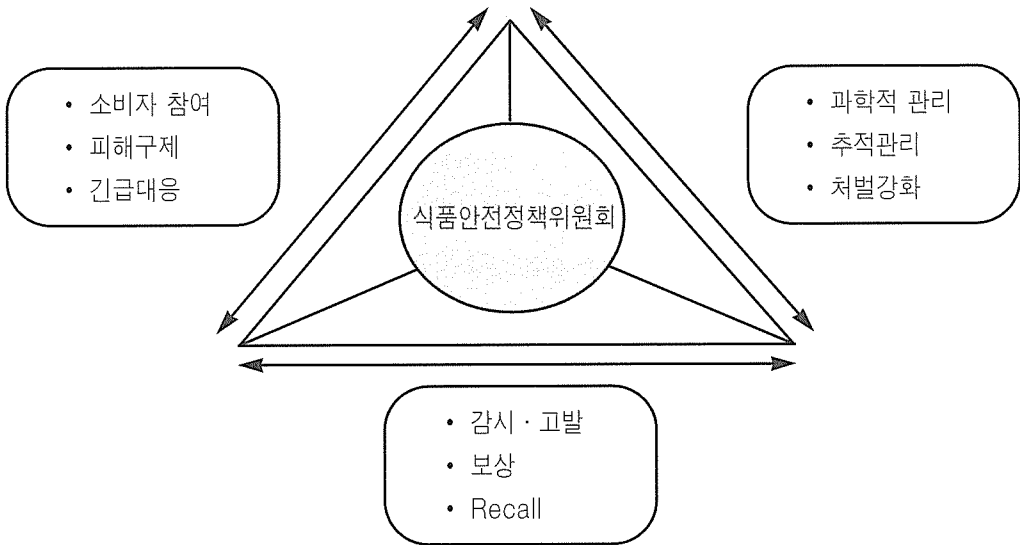 • 소비자 참여
• 피해구제
• 긴급대응
• 과학적 관리
• 추적관리
• 처벌강화
식품안전정책위원회
• 감시 · 고발
• 보상
• Recall